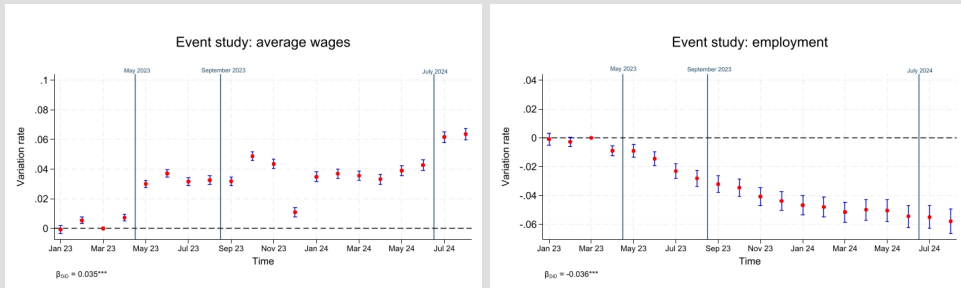 Event study: average wages
May 2023
September 2023
July 2024
.1
.08
.06
.04
.02
0
Variation rate
Jan 23
Mar 23
May 23
Jul 23
Sep 23
Nov 23
Jan 24
Mar 24
May 24
Jul 24
Time
βDID = 0.035***
Event study: employment
May 2023
September 2023
July 2024
.04
.02
0
-.02
-.04
-.06
Variation rate
Jan 23
Mar 23
May 23
Jul 23
Sep 23
Nov 23
Jan 24
Mar 24
May 24
Jul 24
Time
βDID = -0.036***